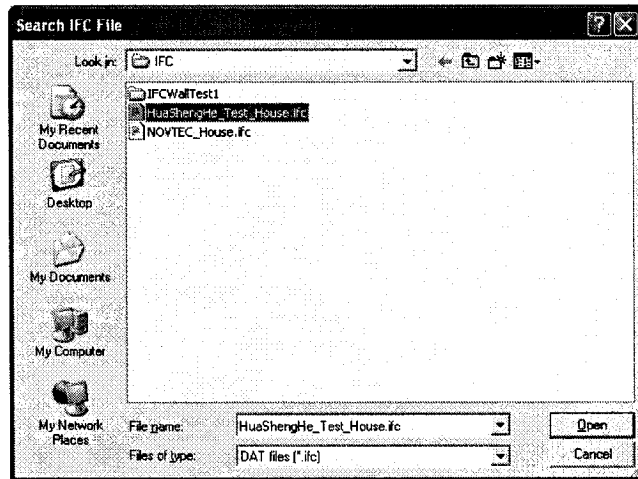 Search IFC File
Look in: IFC
IFCWallTest1
HuaShengHe_Test_House.ifc
NOVTEC_House.ifc
My Recent
Documents
Desktop
My Documents
My Computer
My Network
Places
File name: HuaShengHe_Test_House.ifc Open
Files of type: DAT files (*.ifc) Cancel